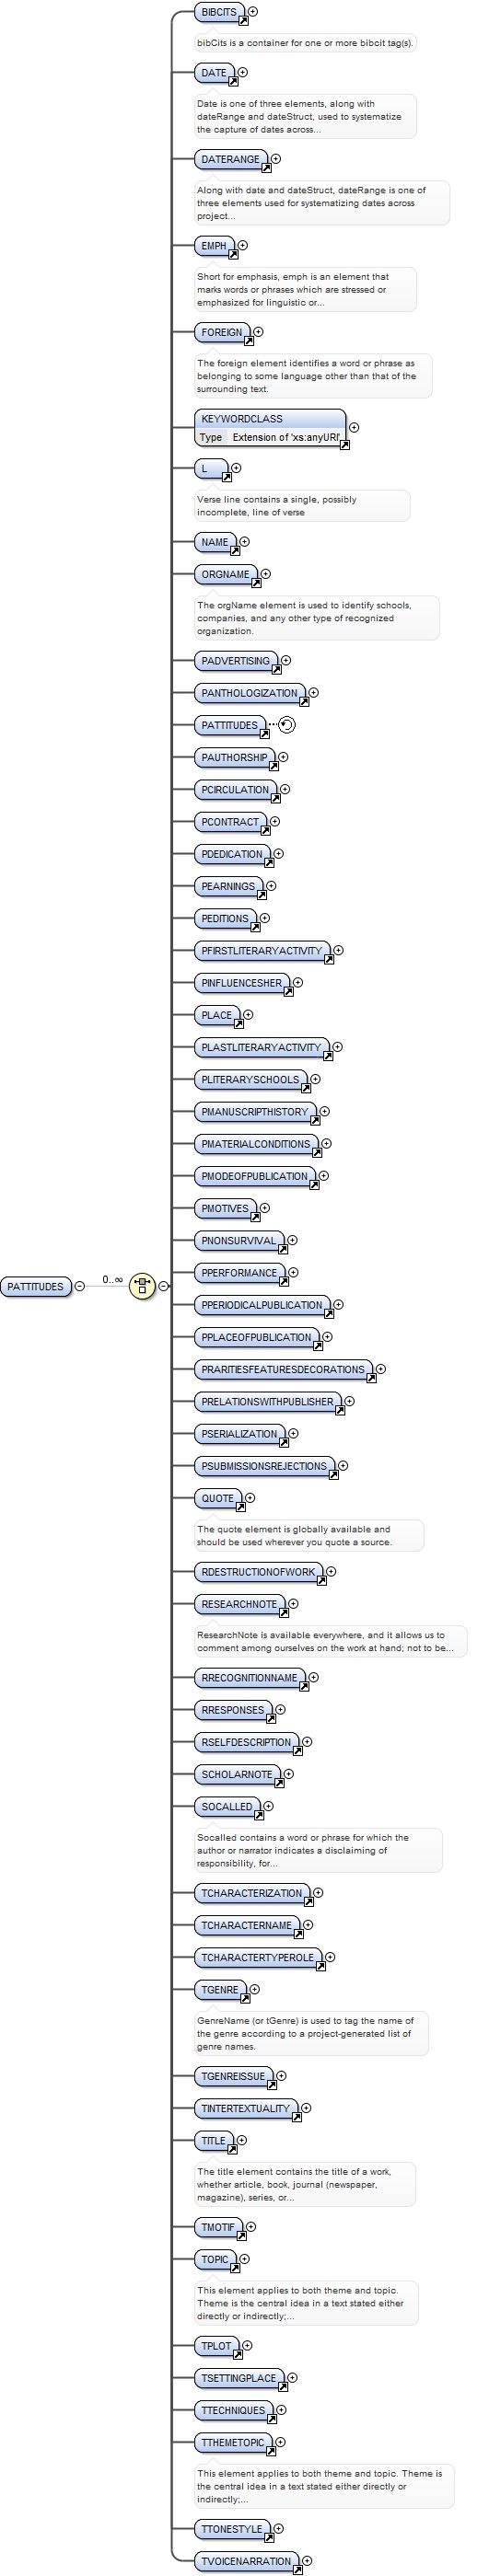 BIBCITS
bibCits is a container for one or more bibcit tag(s).
DATE
Date is one of three elements, along with
dateRange and dateStruct, used to systematize
the capture of dates across...
DATERANGE
Along with date and dateStruct, dateRange is one of
three elements used for systematizing dates across
project...
EMPH
Short for emphasis, emph is an element that
marks words or phrases which are stressed or
emphasized for linguistic or...
FOREIGN
The foreign element identifies a word or phrase as
belonging to some language other than that of the
surrounding text.
KEYWORDCLASS
Type Extension of 'xs:anyURI'
L
Verse line contains a single, possibly
incomplete, line of verse
NAME
ORGNAME
The orgName element is used to identify schools,
companies, and any other type of recognized
organization.
PADVERTISING
PANTHOLOGIZATION
PATTITUDES
PAUTHORSHIP
PCIRCULATION
PCONTRACT
PDEDICATION
PEARNINGS
PEDITIONS
PFIRSTLITERARYACTIVITY
PINFLUENCESHER
PLACE
PLASTLITERARYACTIVITY
PLITERARYSCHOOLS
PMANUSCRIPTHISTORY
PMATERIALCONDITIONS
PMODEOFPUBLICATION
PMOTIVES
PNONSURVIVAL
PPERFORMANCE
PATTITUDES 0..∞
PPERIODICALPUBLICATION
PPLACEOFPUBLICATION
PRARITIESFEATURESDECORATIONS
PRELATIONSWITHPUBLISHER
PSERIALIZATION
PSUBMISSIONSREJECTIONS
QUOTE
The quote element is globally available and
should be used wherever you quote a source.
RDESTRUCTIONOFWORK
RESEARCHNOTE
ResearchNote is available everywhere, and it allows us to
comment among ourselves on the work at hand; not to be...
RRECOGNITIONNAME
RRESPONSES
RSELFDESCRIPTION
SCHOLARNOTE
SOCALLED
Socalled contains a word or phrase for which the
author or narrator indicates a disclaiming of
responsibility, for...
TCHARACTERIZATION
TCHARACTERNAME
TCHARACTERTYPEROLE
TGENRE
GenreName (or tGenre) is used to tag the name of
the genre according to a project-generated list of
genre names.
TGENREISSUE
TINTERTEXTUALITY
TITLE
The title element contains the title of a work,
whether article, book, journal (newspaper,
magazine), series, or...
TMOTIF
TOPIC
This element applies to both theme and topic.
Theme is the central idea in a text stated either
directly or indirectly;...
TPLOT
TSETTINGPLACE
TTECHNIQUES
TTHEMETOPIC
This element applies to both theme and topic. Theme is
the central idea in a text stated either directly or
indirectly;...
TTONESTYLE
TVOICENARRATION